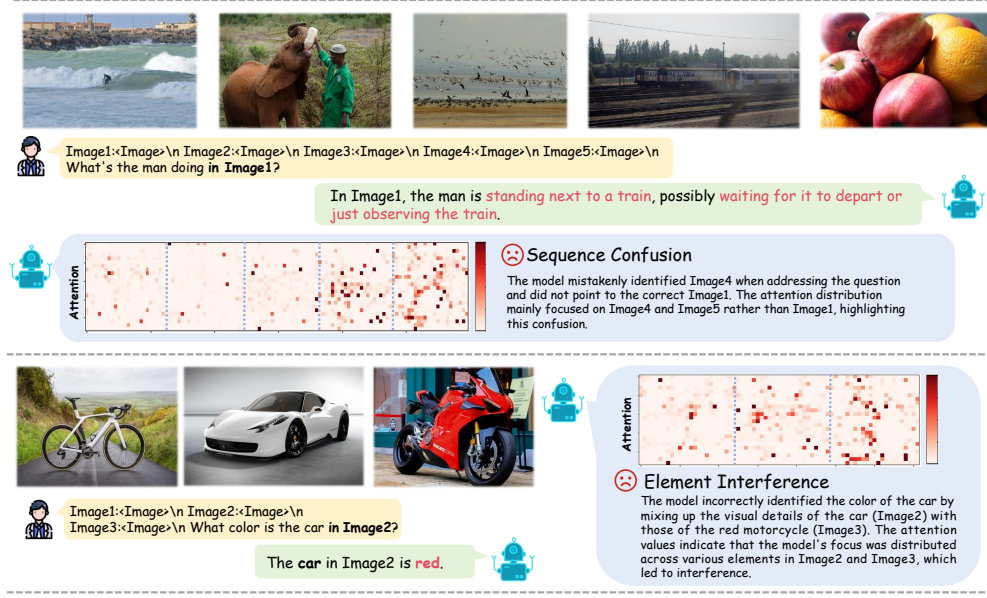 Image1:<Image>\n Image2:<Image>\n Image3:<Image>\n Image4:<Image>\n Image5:<Image>\n
What's the man doing in Image1?
In Image1, the man is standing next to a train, possibly waiting for it to depart or
just observing the train.
Attention
Sequence Confusion
The model mistakenly identified Image4 when addressing the question
and did not point to the correct Image1. The attention distribution
mainly focused on Image4 and Image5 rather than Image1, highlighting
this confusion.
Image1:<Image>\n Image2:<Image>\n
Image3:<Image>\n What color is the car in Image2?
The car in Image2 is red.
Attention
Element Interference
The model incorrectly identified the color of the car by
mixing up the visual details of the car (Image2) with
those of the red motorcycle (Image3). The attention
values indicate that the model's focus was distributed
across various elements in Image2 and Image3, which
led to interference.